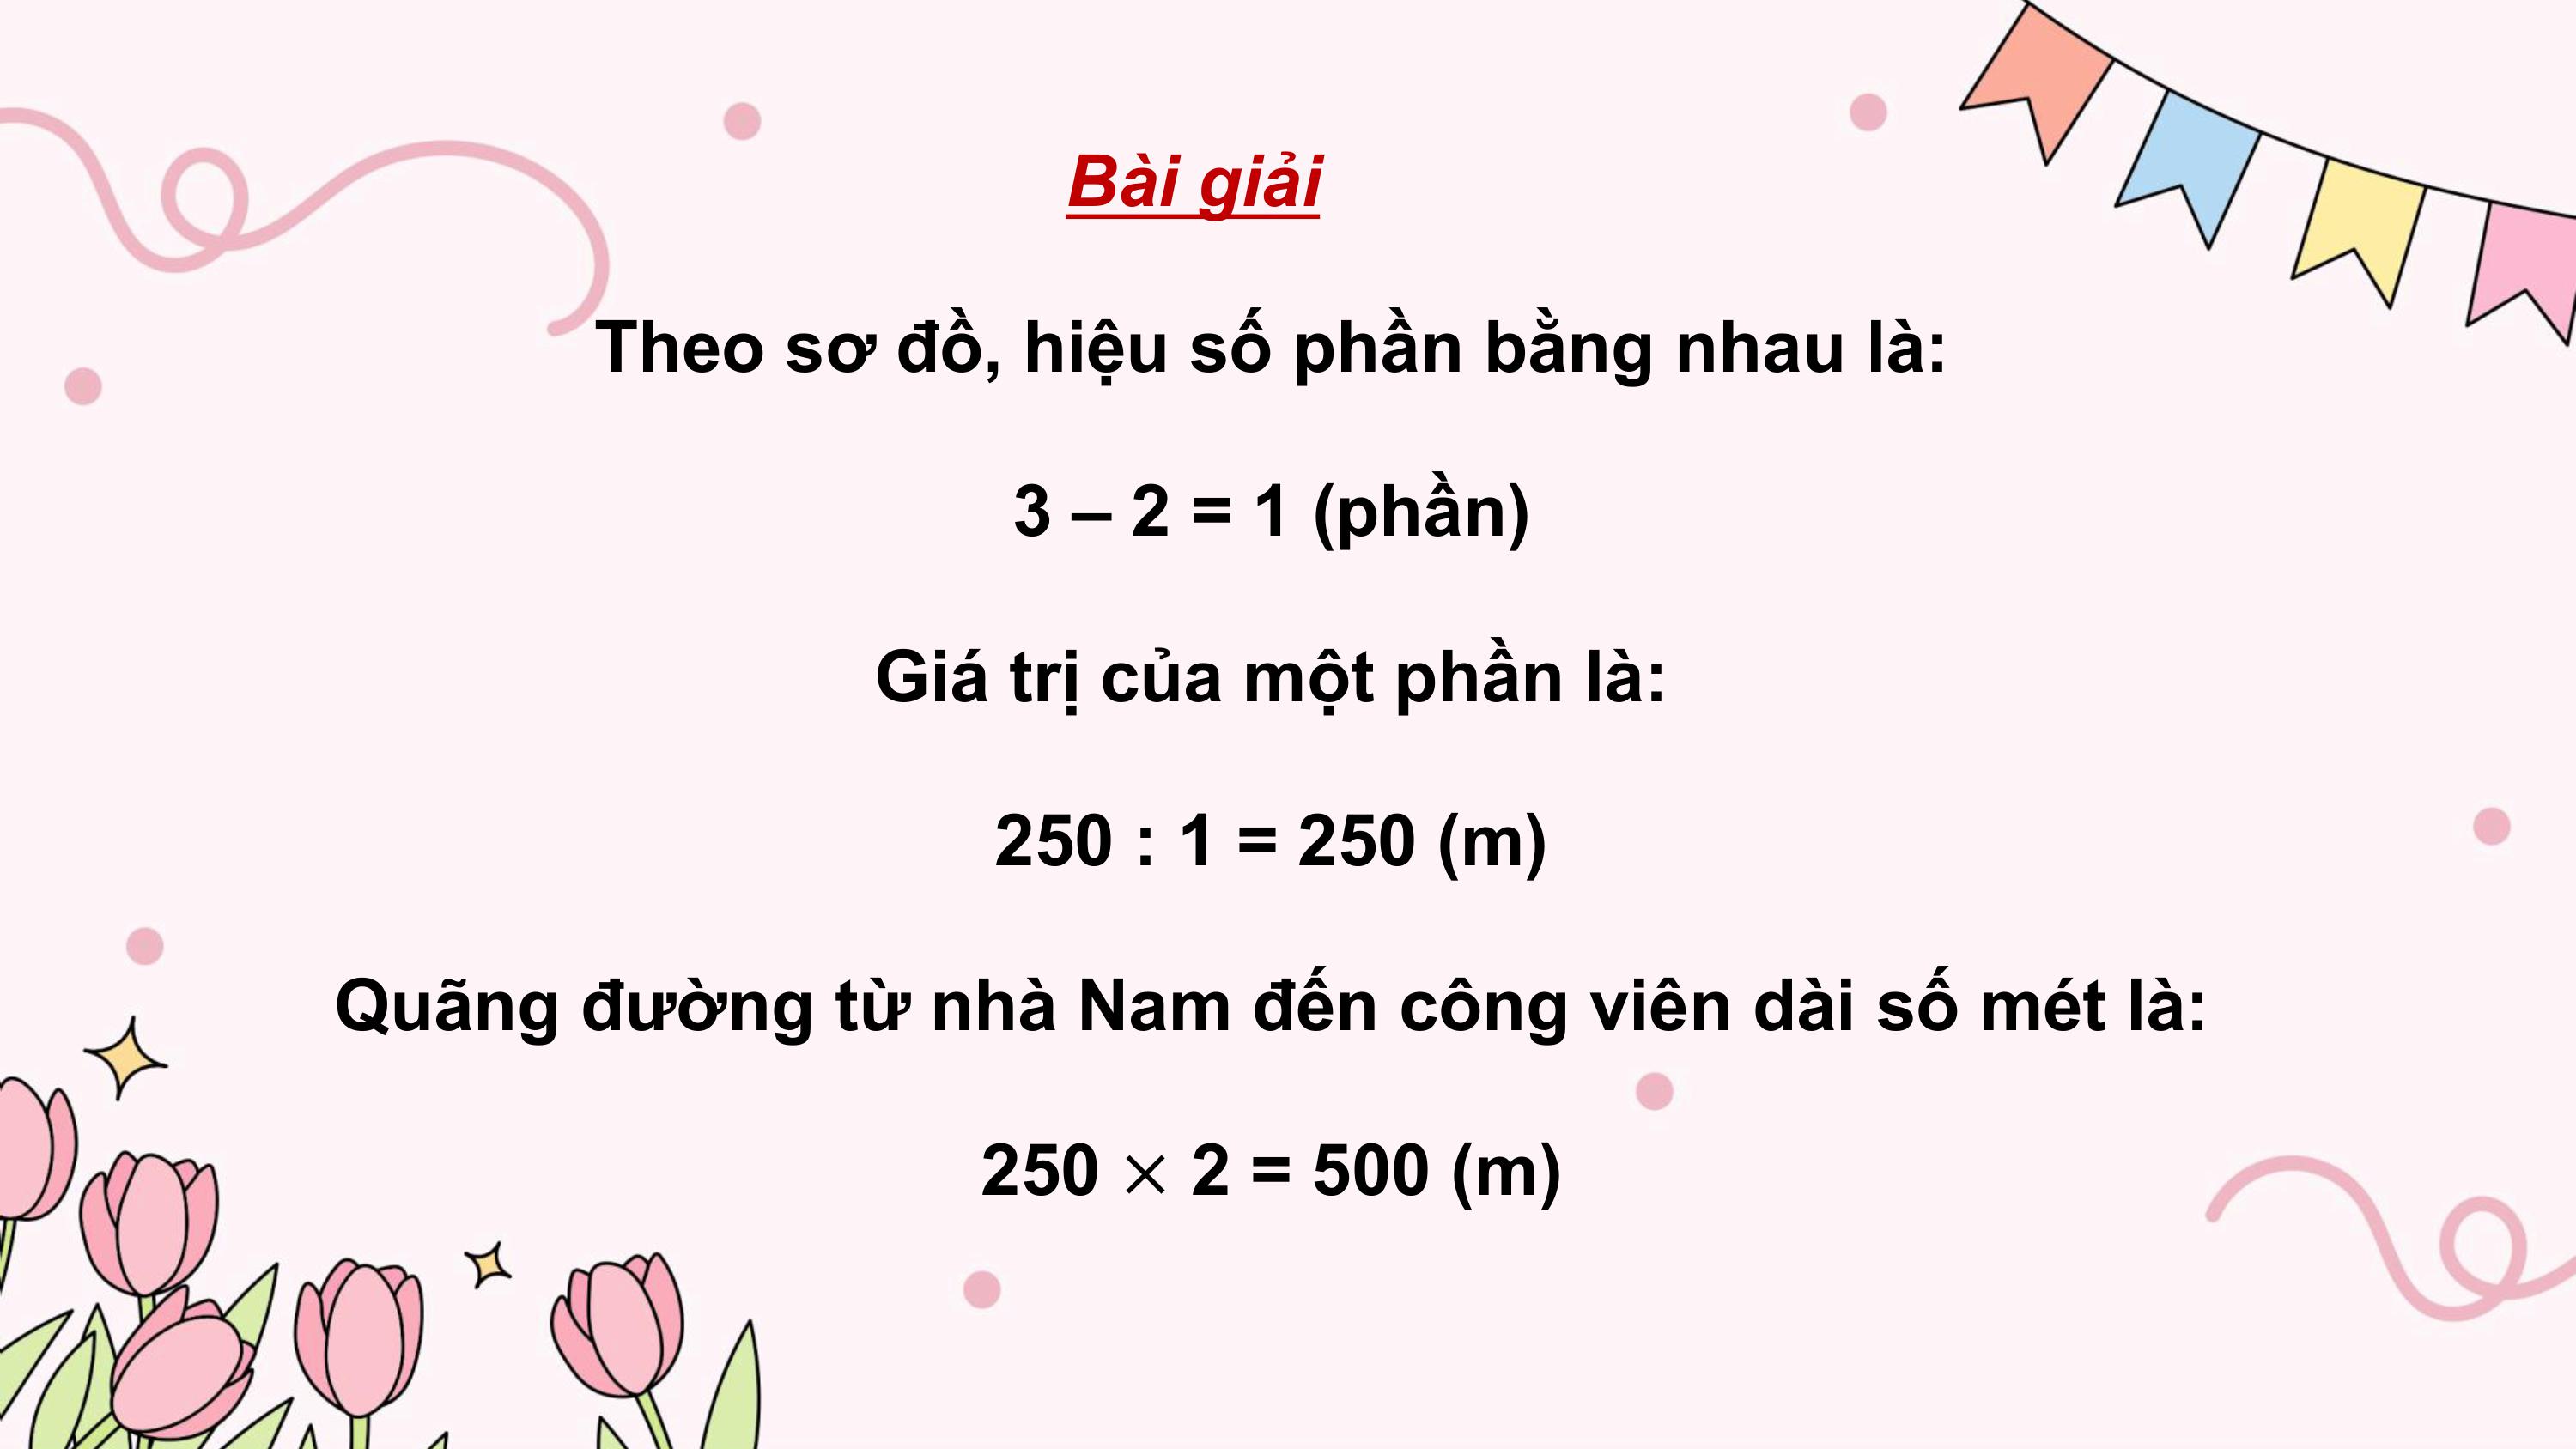 Bài giải
Theo sơ đồ, hiệu số phần bằng nhau là:
3 – 2 = 1 (phần)
Giá trị của một phần là:
250 : 1 = 250 (m)
Quãng đường từ nhà Nam đến công viên dài số mét là:
250 × 2 = 500 (m)